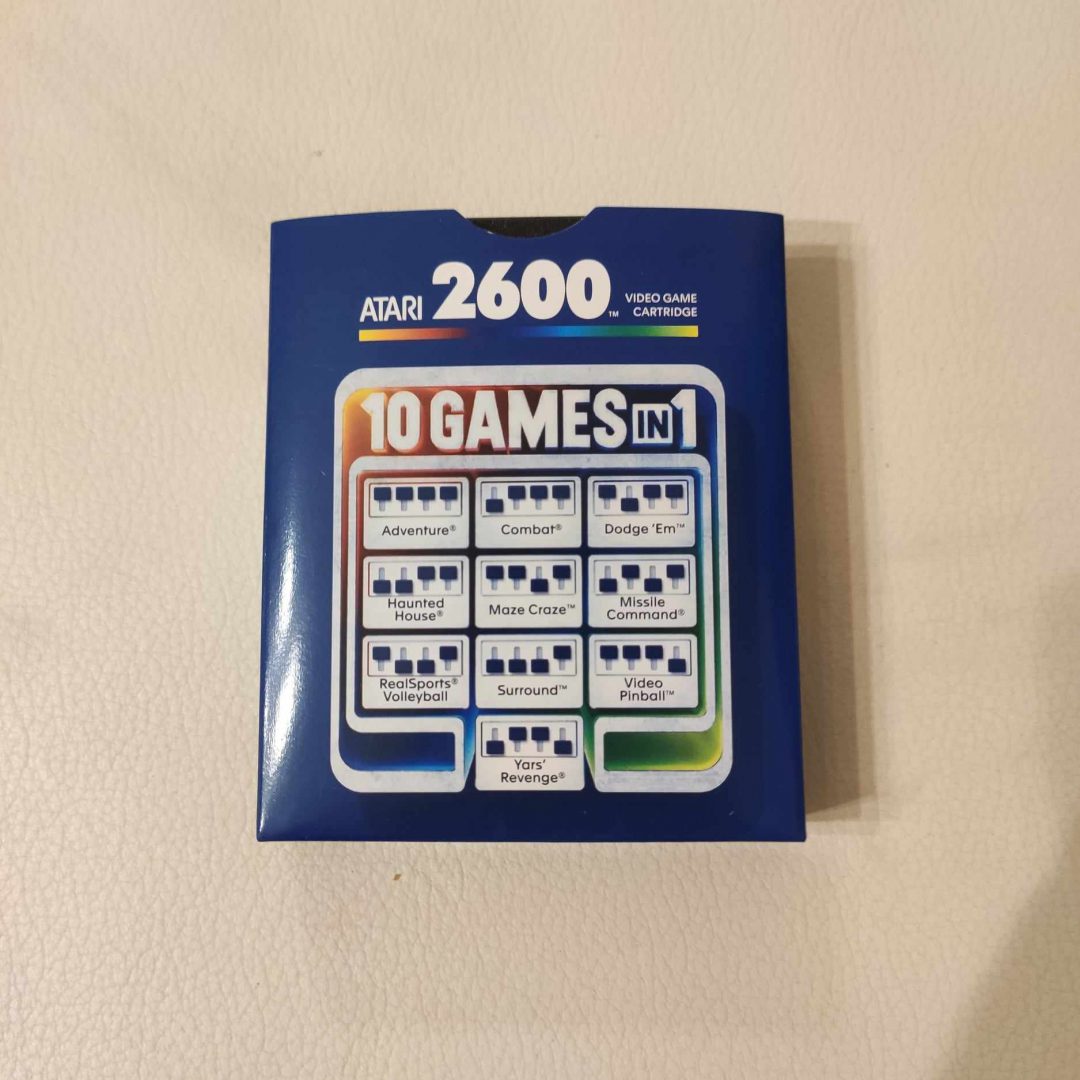 ATARI 2600™ VIDEO GAME
CARTRIDGE
10 GAMES IN 1
Adventure®
Combat®
Dodge 'Em™
Haunted
House®
Maze Craze™
Missile
Command®
RealSports®
Volleyball
Surround™
Video
Pinball™
Yars'
Revenge®